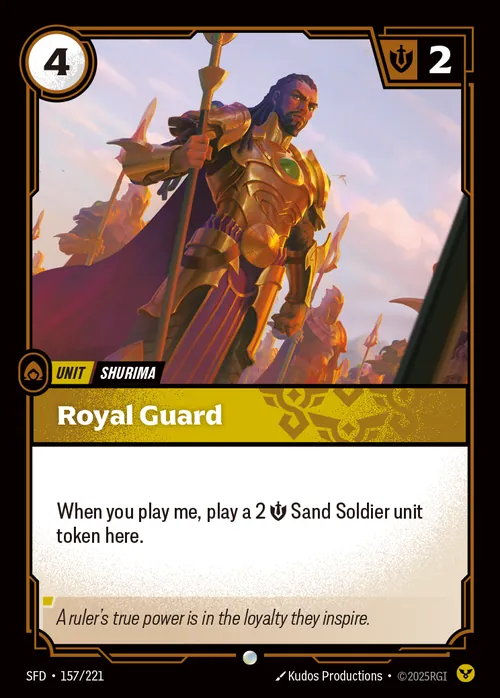 4
2
UNIT SHURIMA
Royal Guard
When you play me, play a 2 Sand Soldier unit
token here.
A ruler's true power is in the loyalty they inspire.
SFD • 157/221
Kudos Productions • ©2025RGI